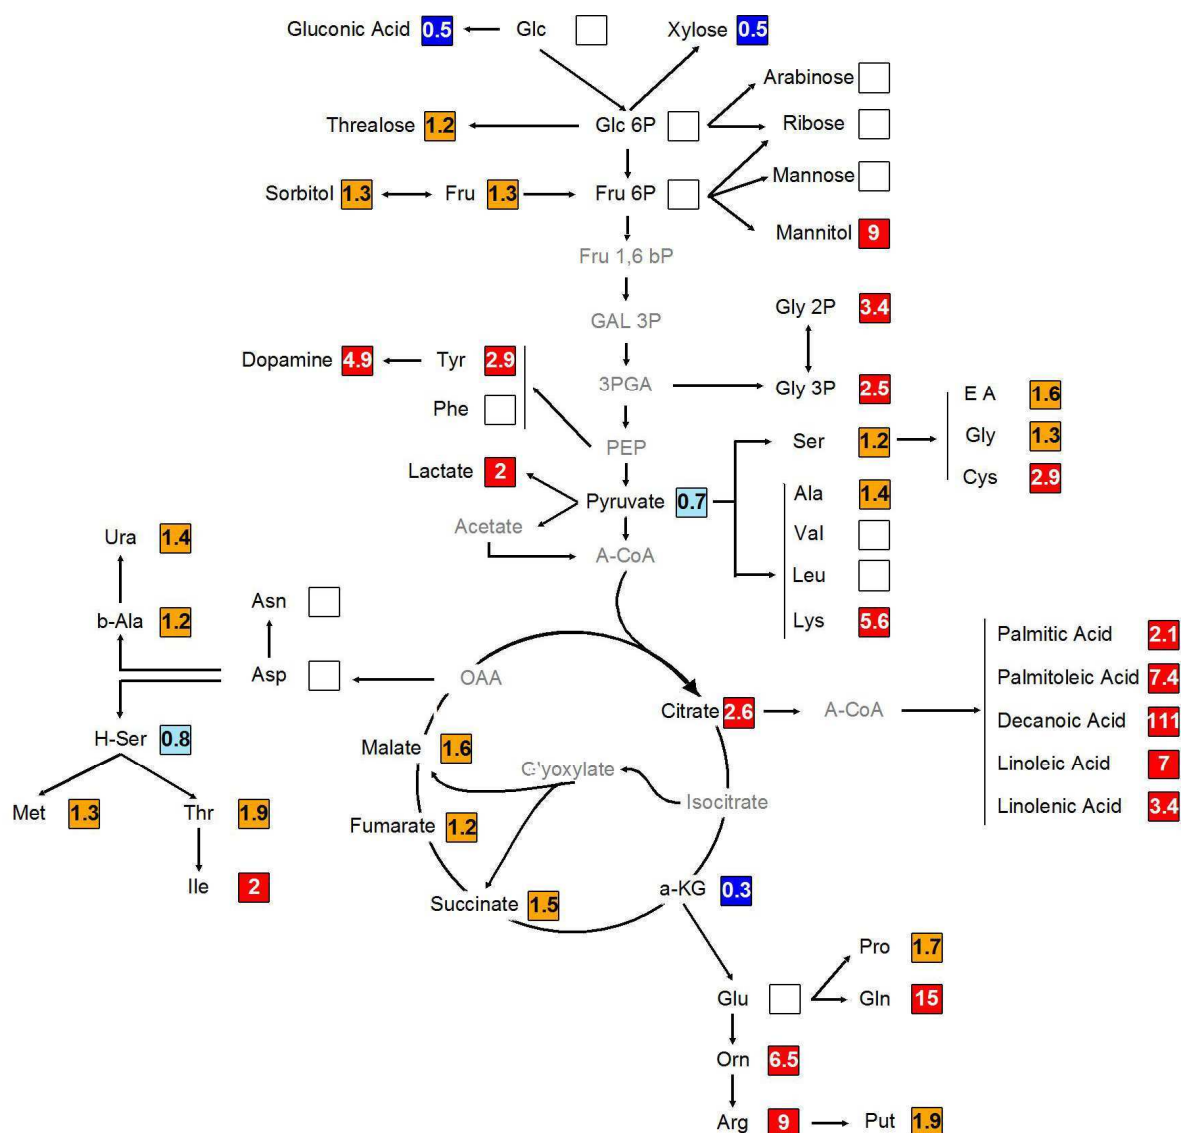 Gluconic Acid 0.5 Glc Xylose 0.5
Arabinose
Threalose 1.2 Glc 6P Ribose
Mannose
Sorbitol 1.3 Fru 1.3 Fru 6P
Mannitol 9
Fru 1,6 bP
Gly 2P 3.4
GAL 3P
Dopamine 4.9 Tyr 2.9
3PGA Gly 3P 2.5
E A 1.6
Phe
Ser 1.2 Gly 1.3
PEP
Lactate 2 Cys 2.9
Pyruvate 0.7 Ala 1.4
Acetate Val
Ura 1.4
A-CoA
Leu
Asn
b-Ala 1.2 Lys 5.6
Palmitic Acid 2.1
Asp OAA Palmitoleic Acid 7.4
Citrate 2.6 A-CoA Decanoic Acid 111
H-Ser 0.8
Malate 1.6
Linoleic Acid 7
Isocitrate Linolenic Acid 3.4
Met 1.3 Thr 1.9
Fumarate 1.2
Ile 2 a-KG 0.3
Succinate 1.5
Pro 1.7
Glu Gln 15
Orn 6.5
Arg 9 Put 1.9